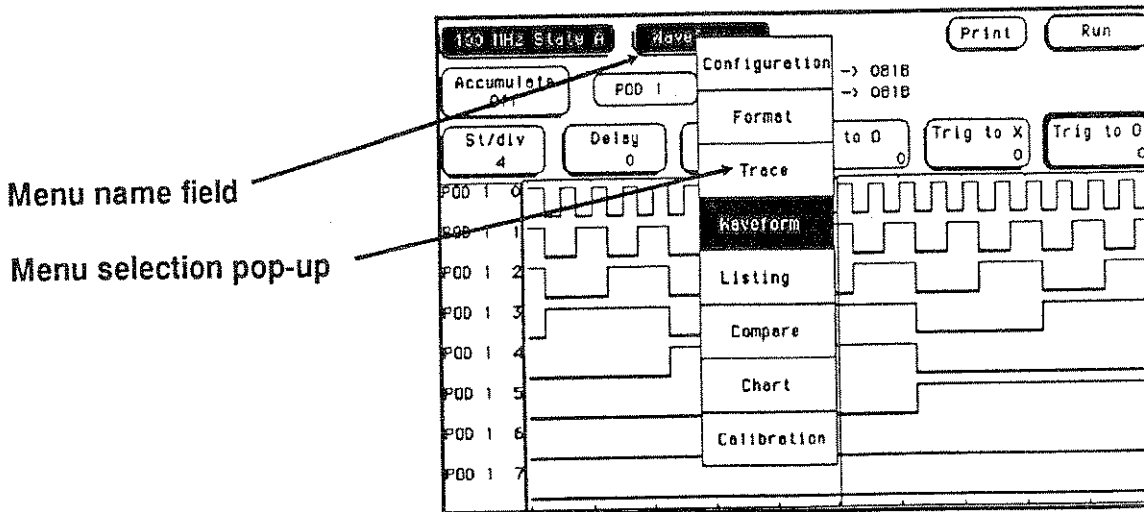 100 MHz State A Wave Print Run
Configuration
Accumulate
Off
POD 1
-> 081B
-> 081B
Format
St/div
4
Delay
0
to O
0
Trig to X
0
Trig to O
0
Trace
Menu name field
Menu selection pop-up
POD 1 0
POD 1 1
POD 1 2
POD 1 3
POD 1 4
POD 1 5
POD 1 6
POD 1 7
Waveform
Listing
Compare
Chart
Calibration